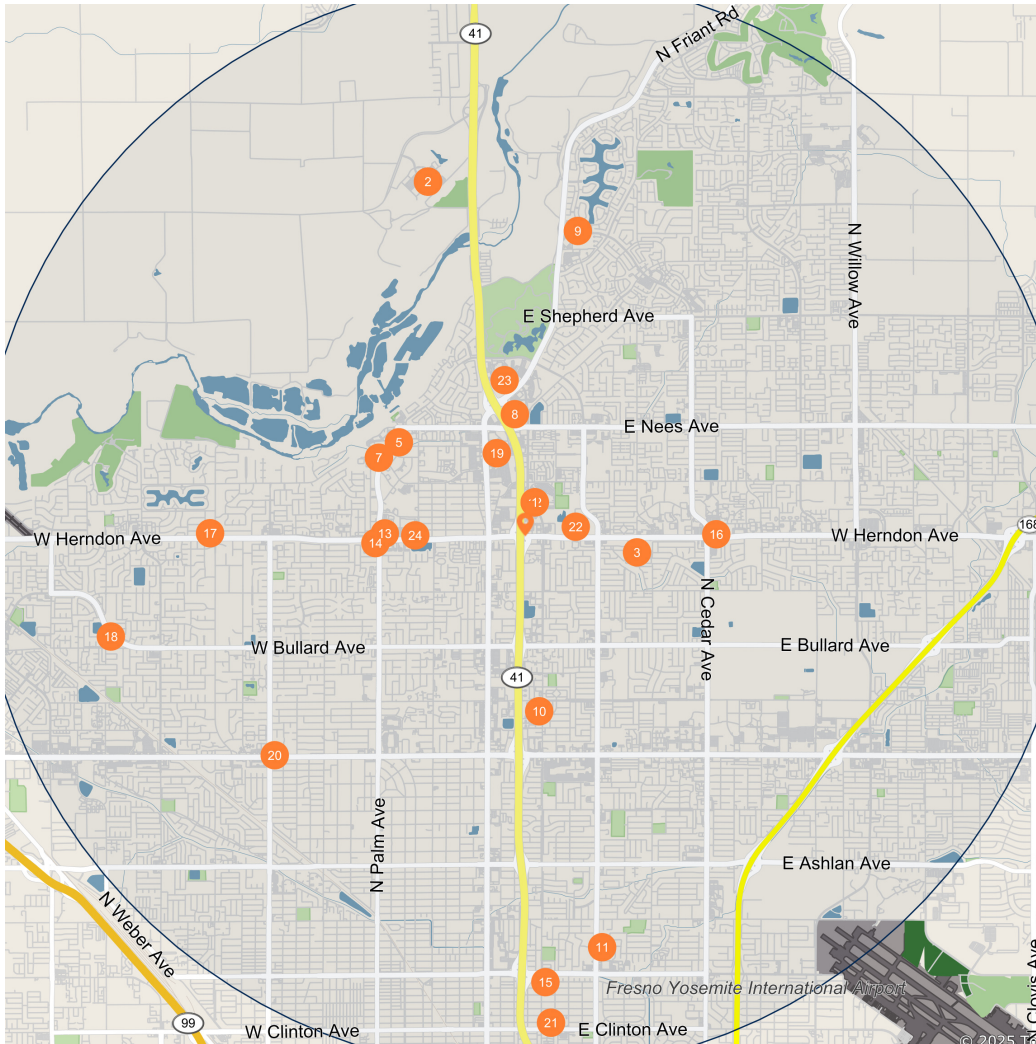 41
N Friant Rd
2
9
N Willow Ave
E Shepherd Ave
23
8
E Nees Ave
5
7
19
22
17
13
14
24
3
16
168
W Herndon Ave
W Herndon Ave
N Cedar Ave
18
W Bullard Ave
E Bullard Ave
41
10
20
N Palm Ave
E Ashlan Ave
N Weber Ave
11
15
Fresno Yosemite International Airport
N Clovis Ave
99
W Clinton Ave
21
E Clinton Ave
© 2025